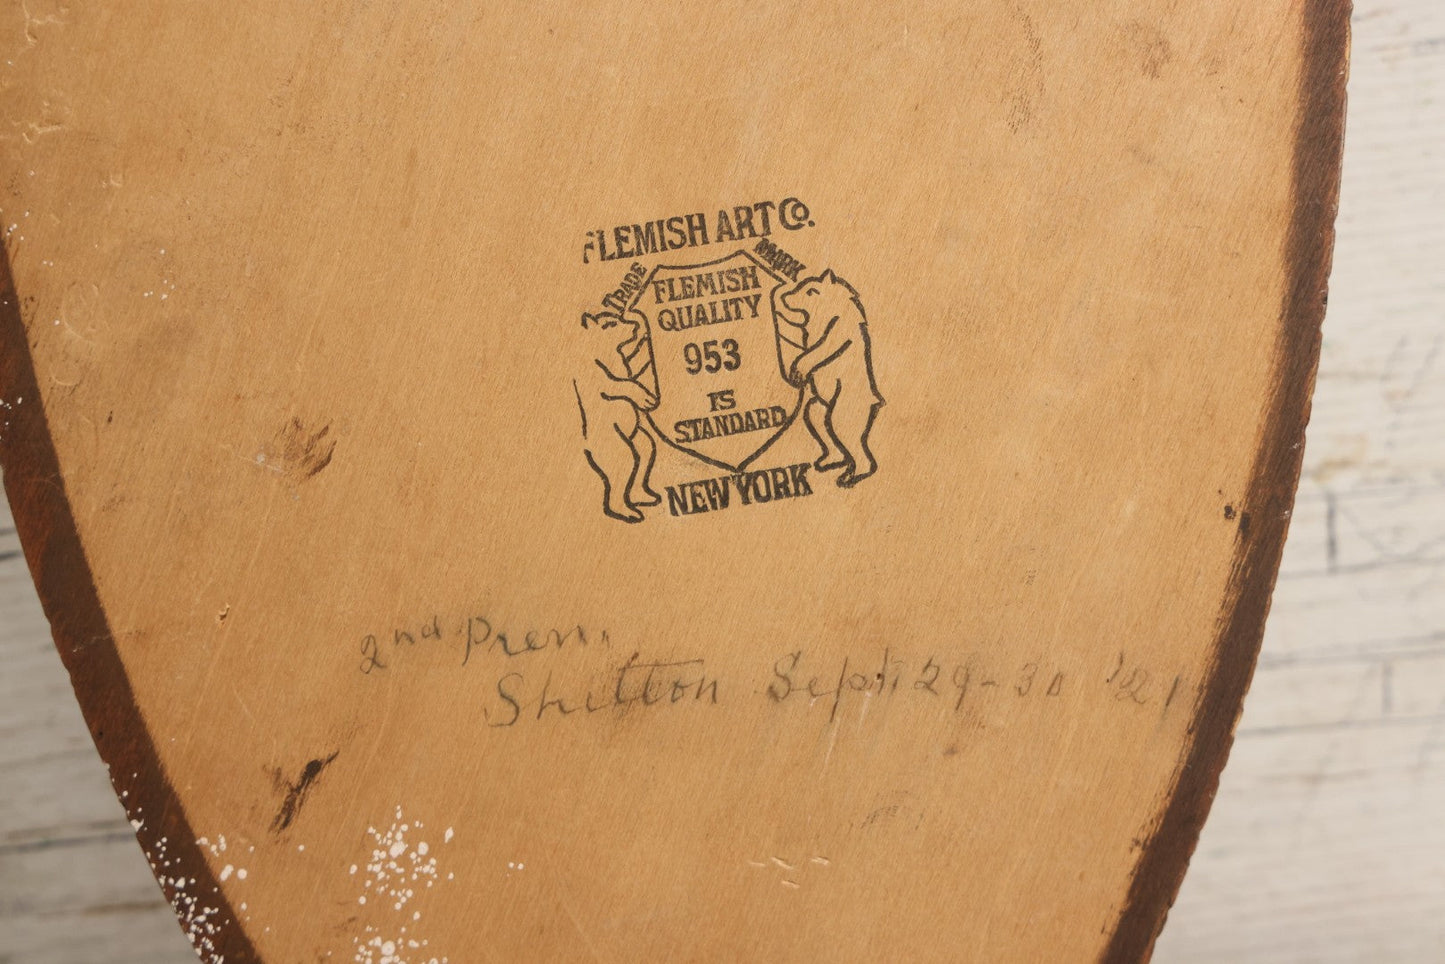 FLEMISH ART CO.
TRADE MARK
FLEMISH
QUALITY
953
IS
STANDARD
NEW YORK
2nd Prem.
Shelton Sept 29-30 '21